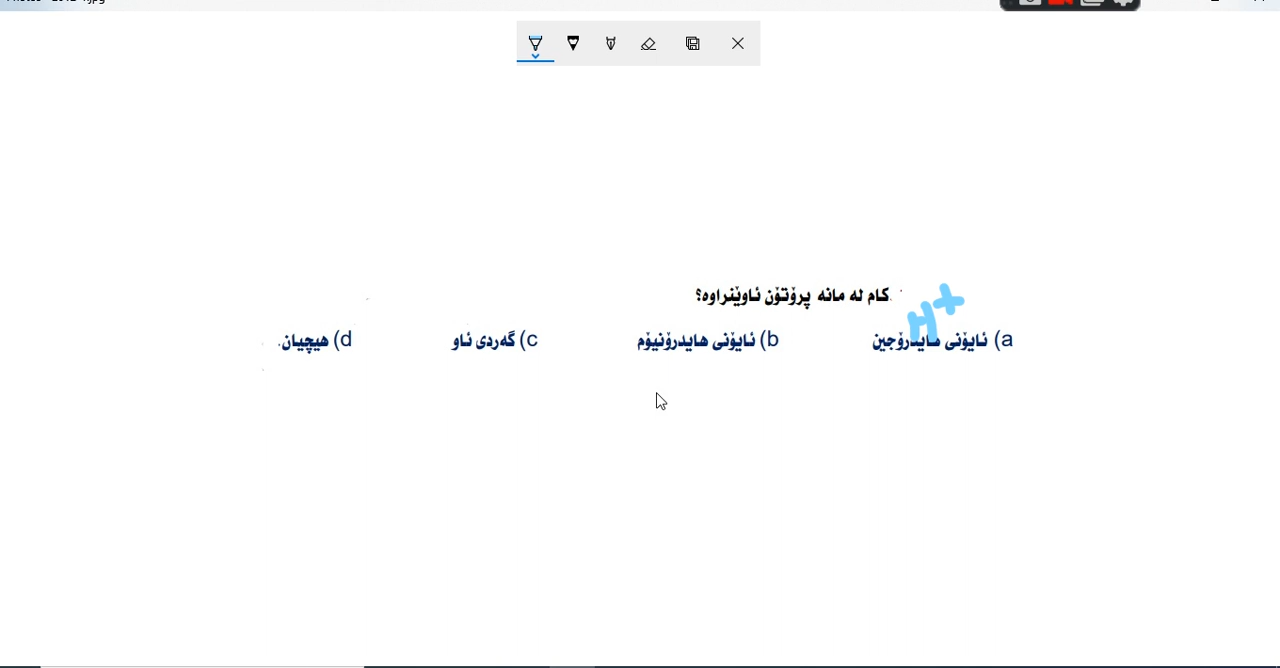 کام لە مانە پرۆتۆن ئاوێنراوە؟
H+
a) ئایۆنی هایدرۆجین b) ئایۆنی هایدرۆنیۆم c) گەردی ئاو d) هیچیان.